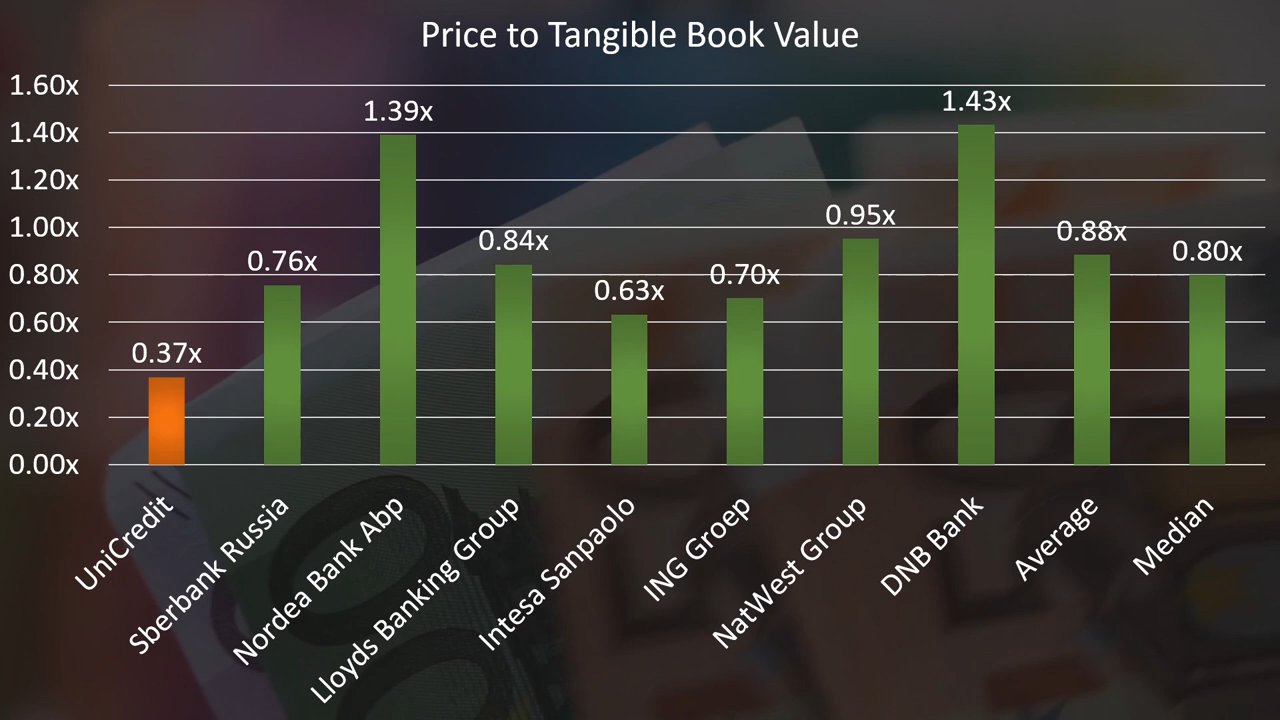 Price to Tangible Book Value
1.60x
1.40x
1.20x
1.00x
0.80x
0.60x
0.40x
0.20x
0.00x
0.37x
0.76x
1.39x
0.84x
0.63x
0.70x
0.95x
1.43x
0.88x
0.80x
UniCredit
Sberbank Russia
Nordea Bank Abp
Lloyds Banking Group
Intesa Sanpaolo
ING Groep
NatWest Group
DNB Bank
Average
Median